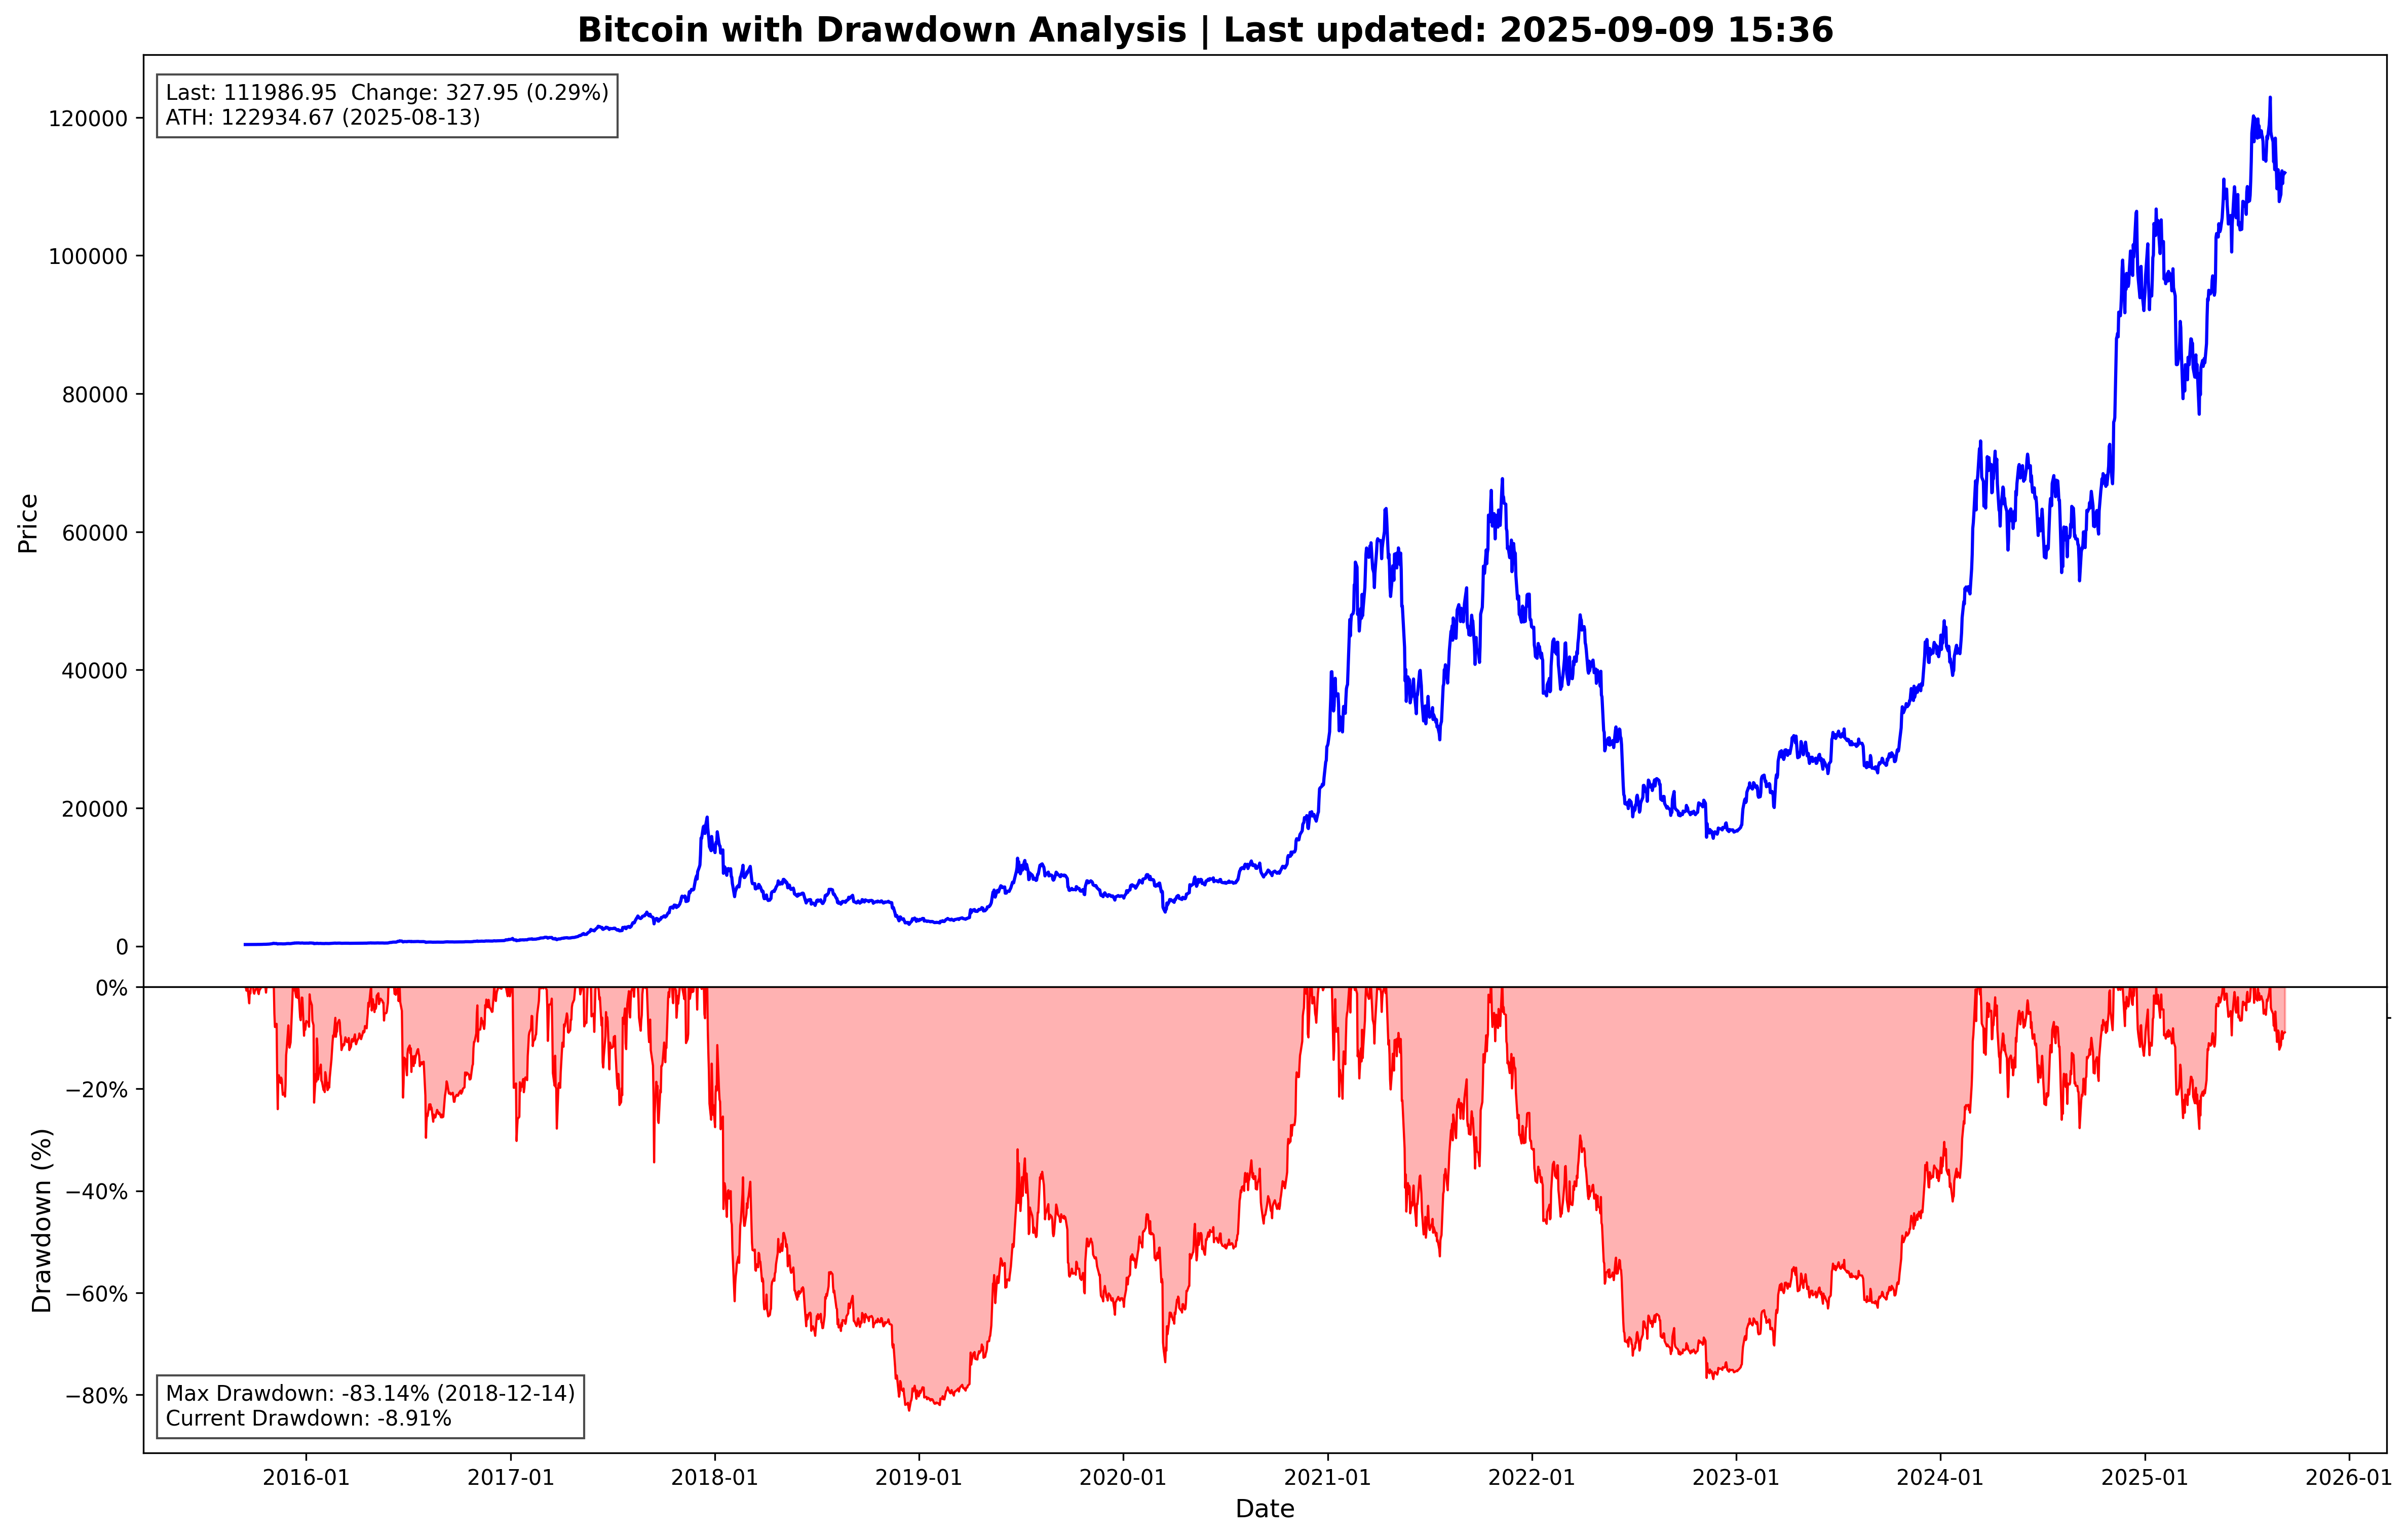 Bitcoin with Drawdown Analysis | Last updated: 2025-09-09 15:36
Last: 111986.95  Change: 327.95 (0.29%)
ATH: 122934.67 (2025-08-13)
120000
100000
80000
60000
40000
20000
0
Price
0%
−20%
−40%
−60%
−80%
Drawdown (%)
Max Drawdown: -83.14% (2018-12-14)
Current Drawdown: -8.91%
2016-01
2017-01
2018-01
2019-01
2020-01
2021-01
2022-01
2023-01
2024-01
2025-01
2026-01
Date